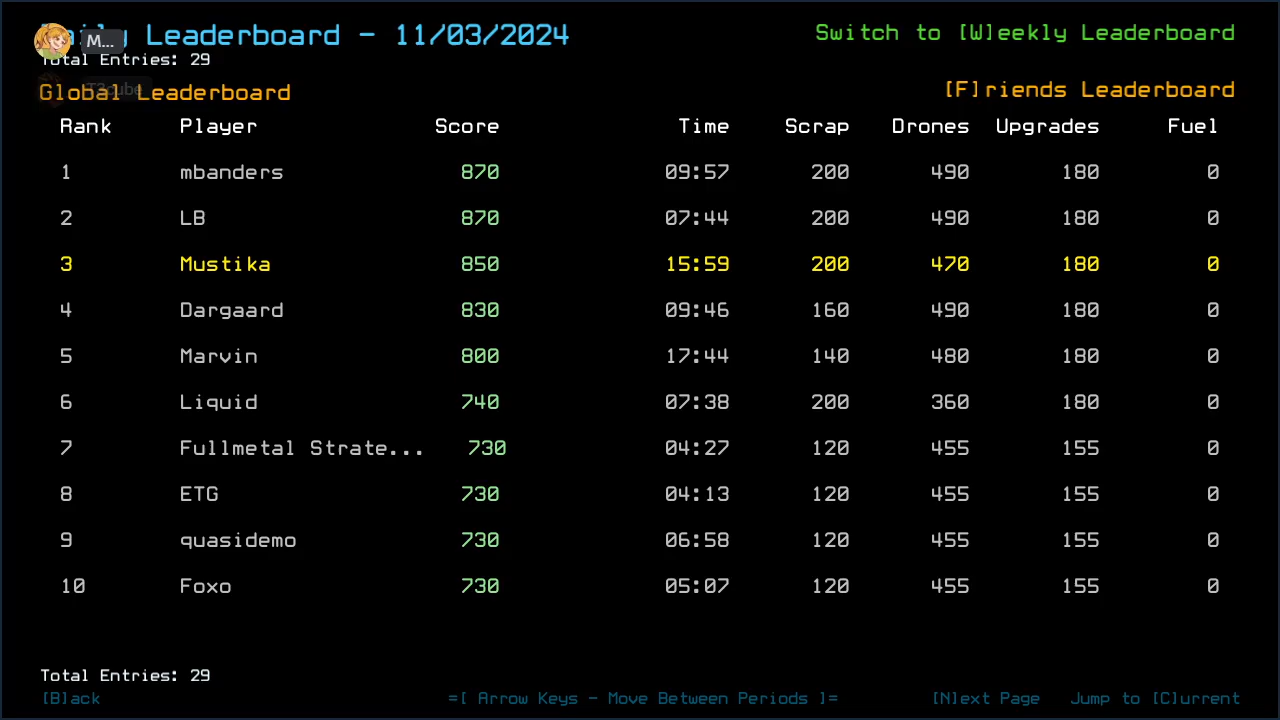 Daily Leaderboard - 11/03/2024
Switch to [W]eekly Leaderboard
M...
Total Entries: 29
T3cube
Global Leaderboard
[F]riends Leaderboard
Rank Player Score Time Scrap Drones Upgrades Fuel
1 mbanders 870 09:57 200 490 180 0
2 LB 870 07:44 200 490 180 0
3 Mustika 850 15:59 200 470 180 0
4 Dargaard 830 09:46 160 490 180 0
5 Marvin 800 17:44 140 480 180 0
6 Liquid 740 07:38 200 360 180 0
7 Fullmetal Strate... 730 04:27 120 455 155 0
8 ETG 730 04:13 120 455 155 0
9 quasidemo 730 06:58 120 455 155 0
10 Foxo 730 05:07 120 455 155 0
Total Entries: 29
[B]ack =[ Arrow Keys - Move Between Periods ]= [N]ext Page Jump to [C]urrent